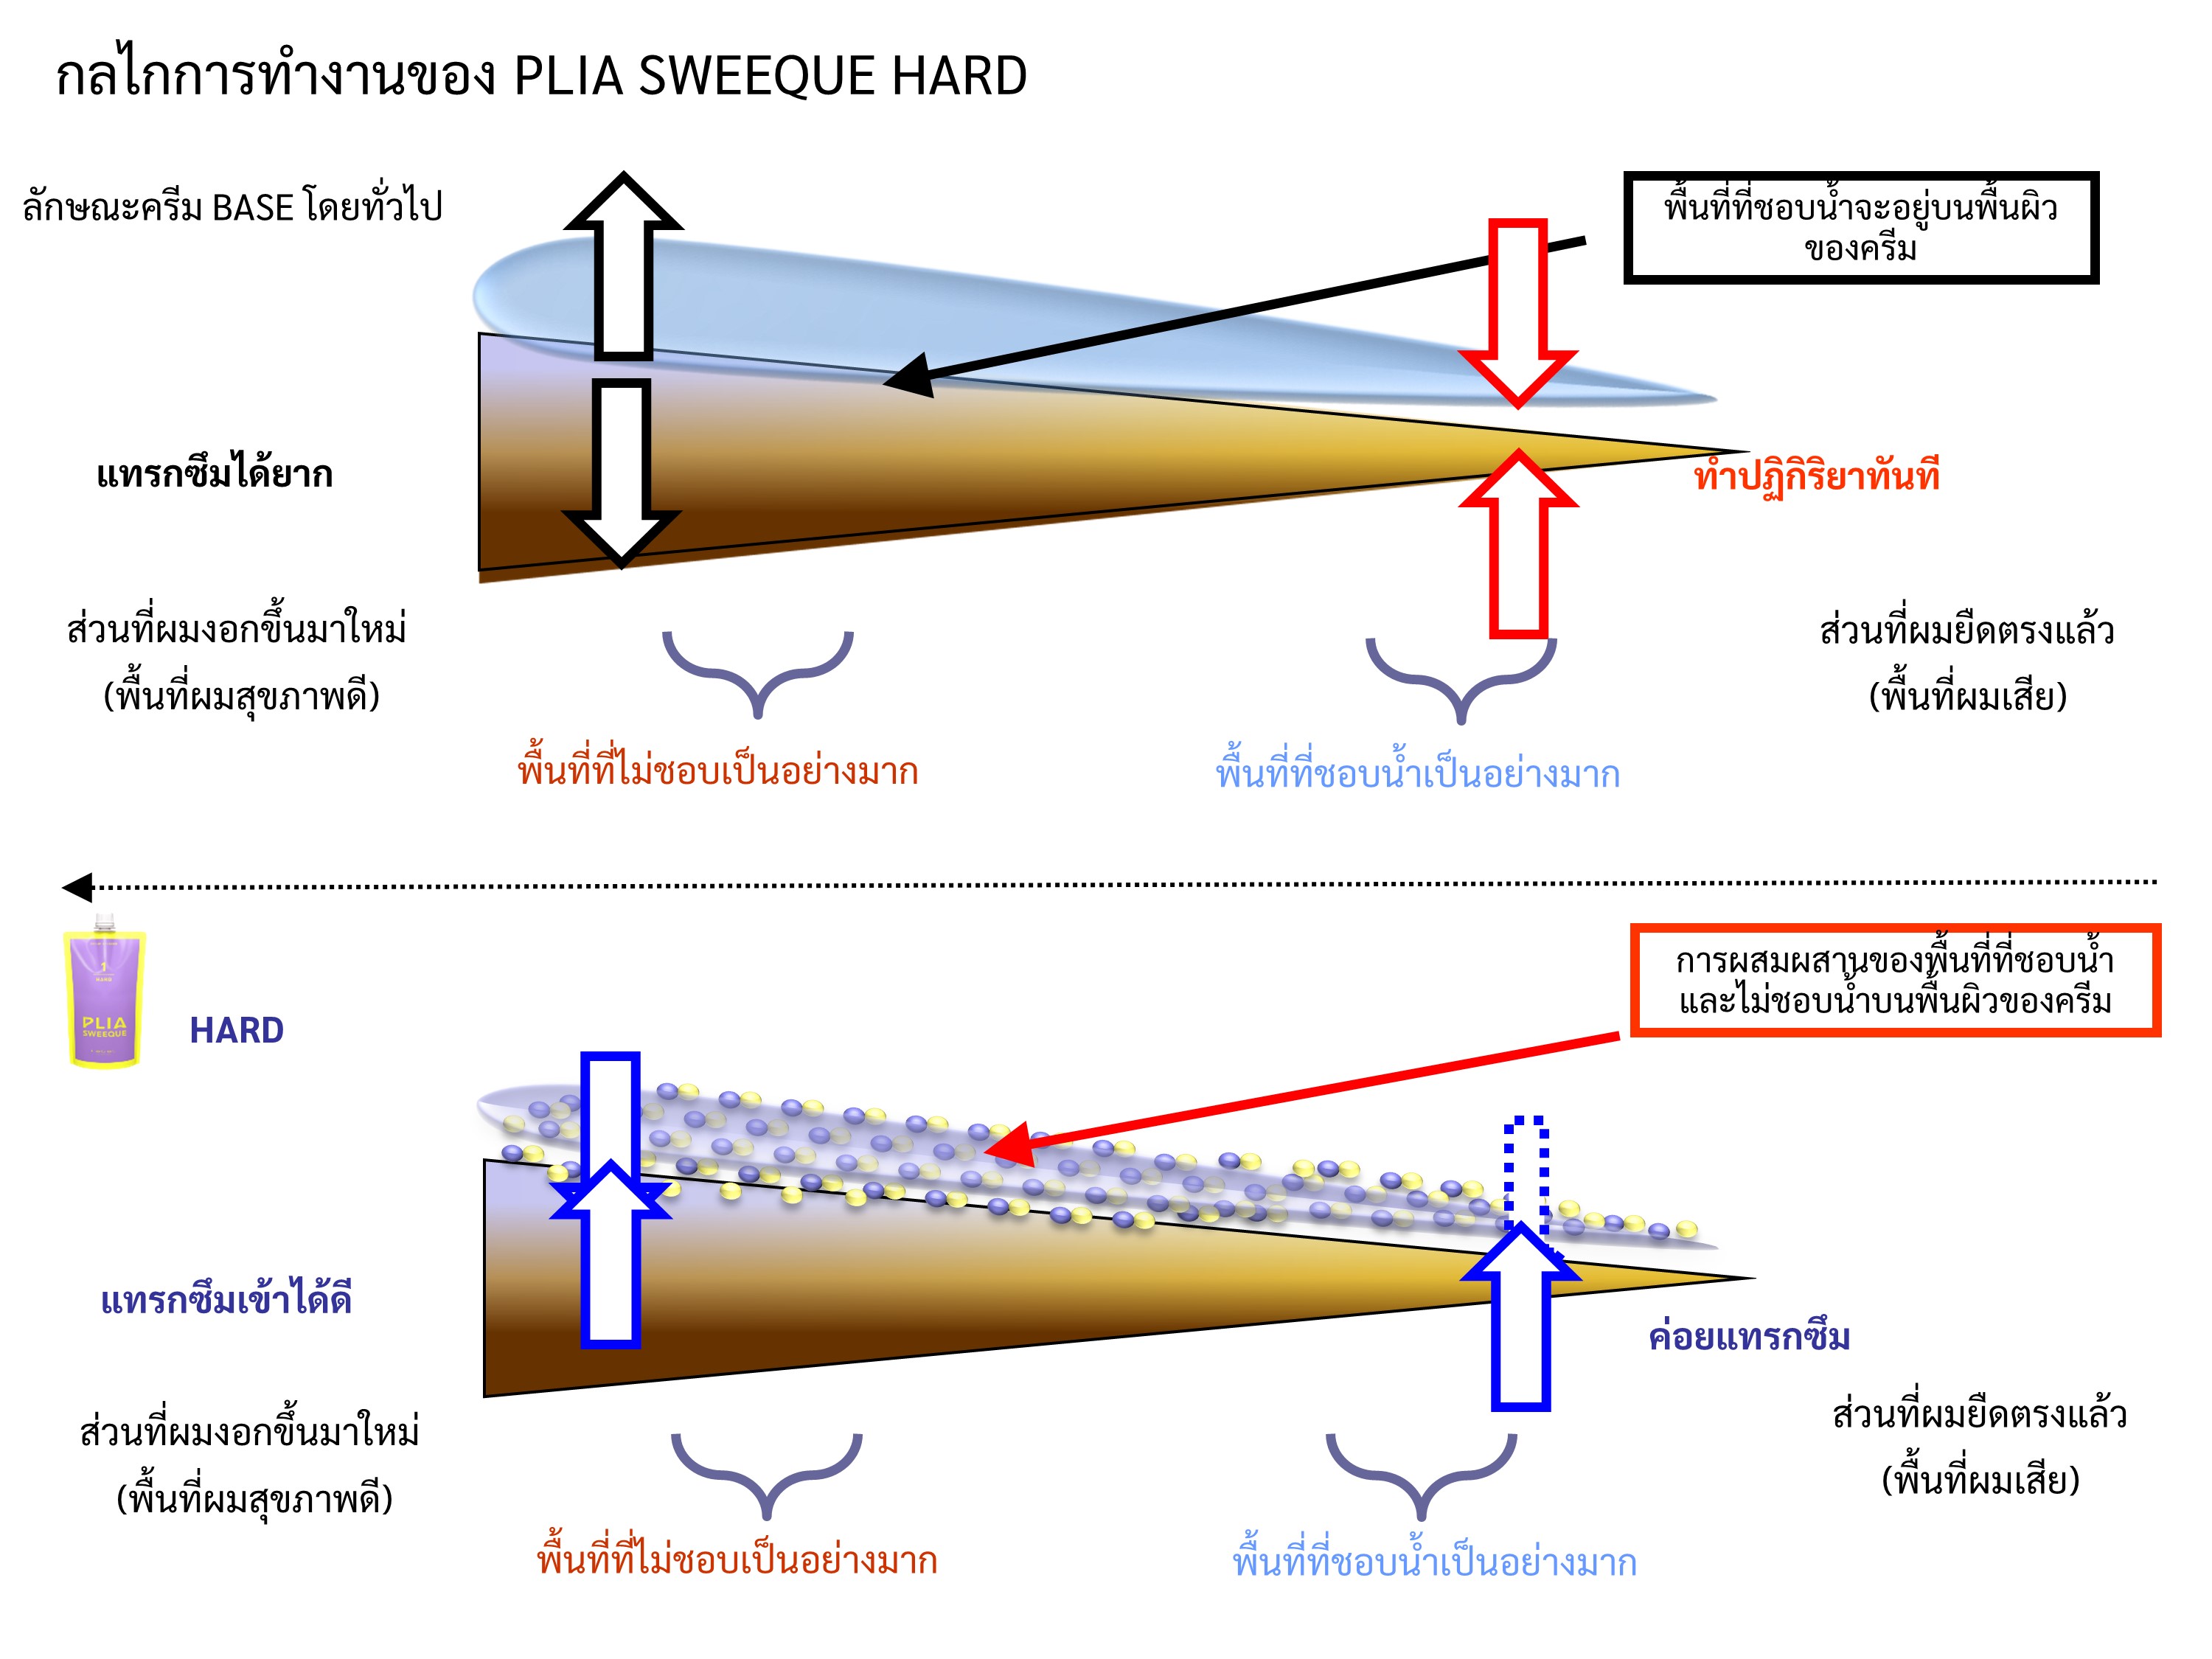 กลไกการทำงานของ PLIA SWEEQUE HARD
ลักษณะครีม BASE โดยทั่วไป
พื้นที่ที่ชอบน้ำจะอยู่บนพื้นผิว
ของครีม
แทรกซึมได้ยาก
ทำปฏิกิริยาทันที
ส่วนที่ผมงอกขึ้นมาใหม่
(พื้นที่ผมสุขภาพดี)
ส่วนที่ผมยืดตรงแล้ว
(พื้นที่ผมเสีย)
พื้นที่ที่ไม่ชอบเป็นอย่างมาก
พื้นที่ที่ชอบน้ำเป็นอย่างมาก
การผสมผสานของพื้นที่ที่ชอบน้ำ
และไม่ชอบน้ำบนพื้นผิวของครีม
1
HARD
PLIA
SWEEQUE
HARD
แทรกซึมเข้าได้ดี
ค่อยแทรกซึม
ส่วนที่ผมงอกขึ้นมาใหม่
(พื้นที่ผมสุขภาพดี)
ส่วนที่ผมยืดตรงแล้ว
(พื้นที่ผมเสีย)
พื้นที่ที่ไม่ชอบเป็นอย่างมาก
พื้นที่ที่ชอบน้ำเป็นอย่างมาก